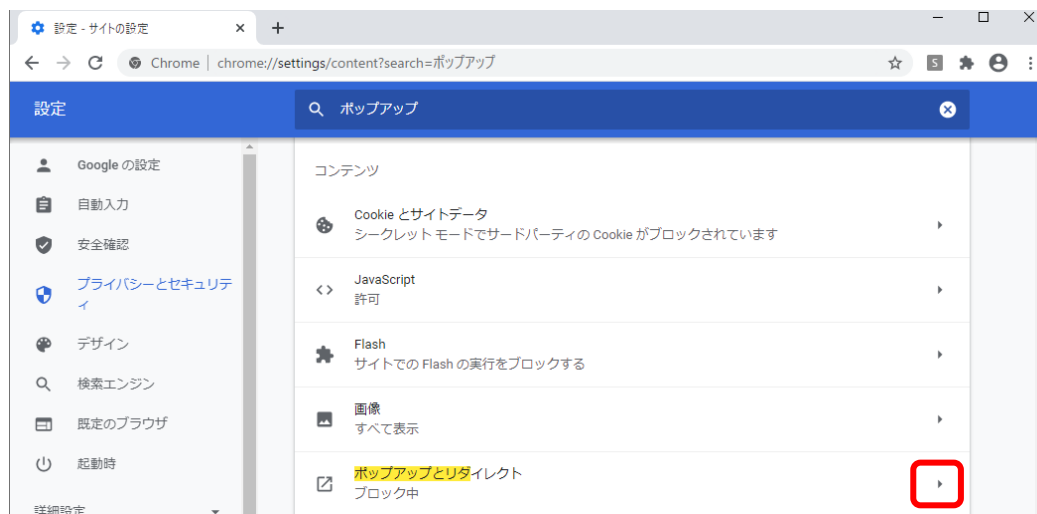 設定 - サイトの設定
Chrome | chrome://settings/content?search=ポップアップ
S
設定
ポップアップ
Google の設定
自動入力
安全確認
プライバシーとセキュリテ
ィ
デザイン
検索エンジン
既定のブラウザ
起動時
詳細設定
コンテンツ
Cookie とサイトデータ
シークレット モードでサードパーティの Cookie がブロックされています
JavaScript
許可
Flash
サイトでの Flash の実行をブロックする
画像
すべて表示
ポップアップとリダイレクト
ブロック中